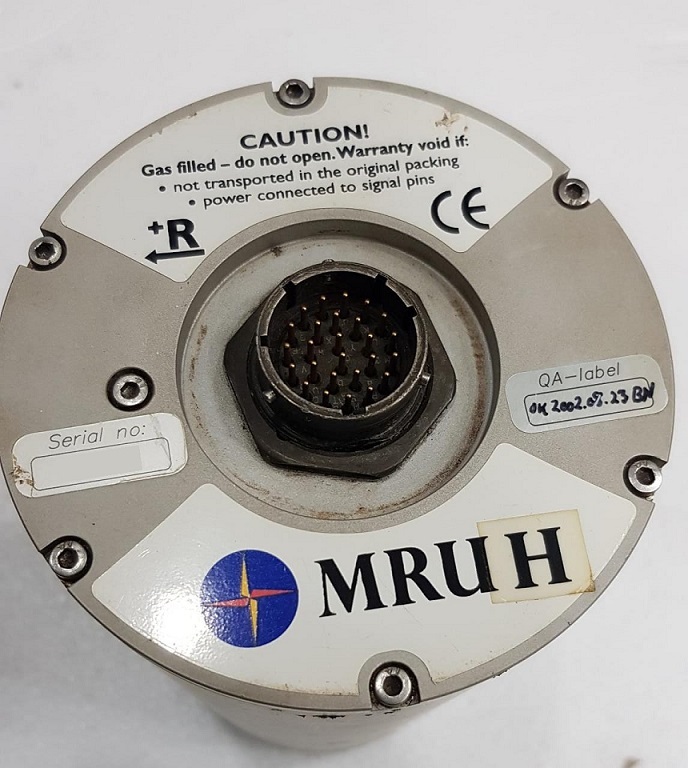 CAUTION!
Gas filled – do not open. Warranty void if:
• not transported in the original packing
• power connected to signal pins
+R
CE
QA-label
OK 2002.07.23 BN
Serial no:
MRU H